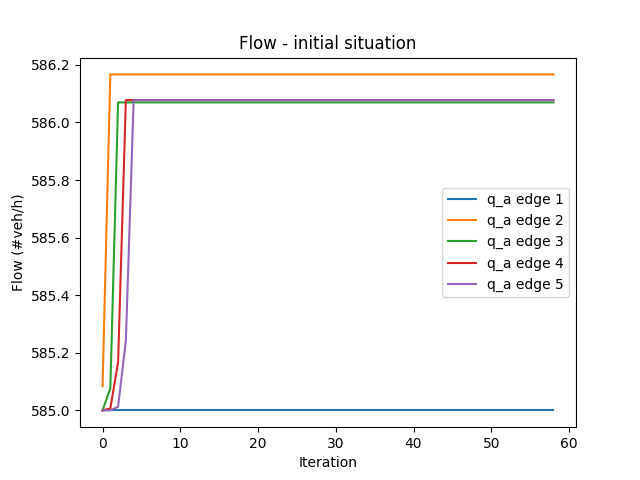 Flow - initial situation
Flow (#veh/h)
586.2
586.0
585.8
585.6
585.4
585.2
585.0
q_a edge 1
q_a edge 2
q_a edge 3
q_a edge 4
q_a edge 5
0 10 20 30 40 50 60
Iteration